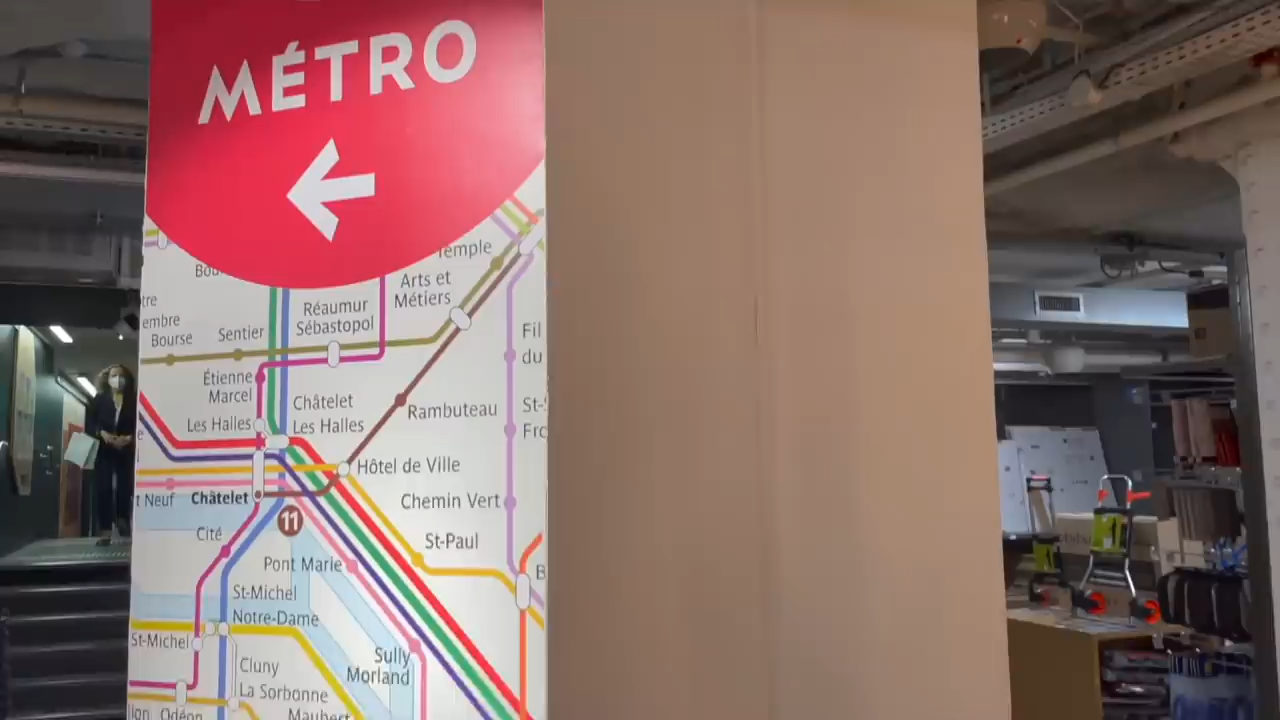 MÉTRO
Temple
Arts et
Métiers
Réaumur
Sébastopol
Bourse
Sentier
Étienne
Marcel
Châtelet
Les Halles
Les Halles
Rambuteau
Hôtel de Ville
Châtelet
Chemin Vert
11
Cité
St-Paul
Pont Marie
St-Michel
Notre-Dame
St-Michel
Cluny
La Sorbonne
Sully
Morland
Odéon
Maubert